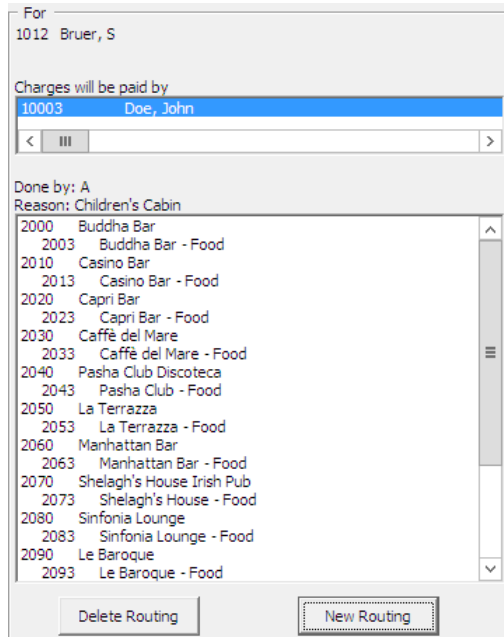 For
1012 Bruer, S
Charges will be paid by
10003 Doe, John
Done by: A
Reason: Children's Cabin
2000 Buddha Bar
2003 Buddha Bar - Food
2010 Casino Bar
2013 Casino Bar - Food
2020 Capri Bar
2023 Capri Bar - Food
2030 Caffè del Mare
2033 Caffè del Mare - Food
2040 Pasha Club Discoteca
2043 Pasha Club - Food
2050 La Terrazza
2053 La Terrazza - Food
2060 Manhattan Bar
2063 Manhattan Bar - Food
2070 Shelagh's House Irish Pub
2073 Shelagh's House - Food
2080 Sinfonia Lounge
2083 Sinfonia Lounge - Food
2090 Le Baroque
2093 Le Baroque - Food
Delete Routing New Routing